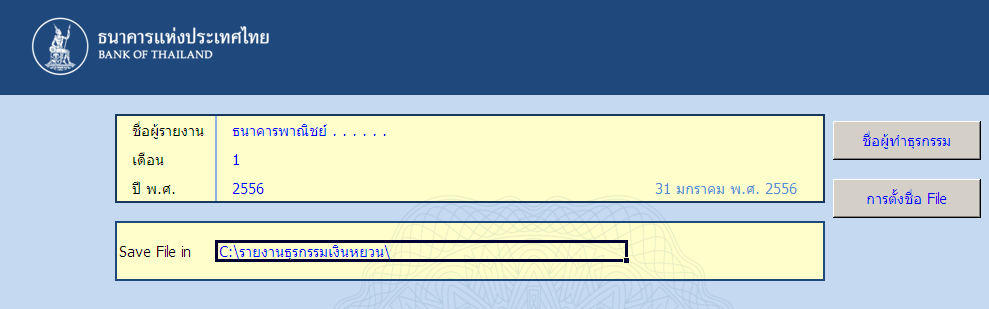 ธนาคารแห่งประเทศไทย
BANK OF THAILAND
ชื่อผู้รายงาน ธนาคารพาณิชย์ . . . . . .
เดือน 1
ปี พ.ศ. 2556 31 มกราคม พ.ศ. 2556
ชื่อผู้ทำธุรกรรม
การตั้งชื่อ File
Save File in C:\รายงานธุรกรรมเงินหยวน\